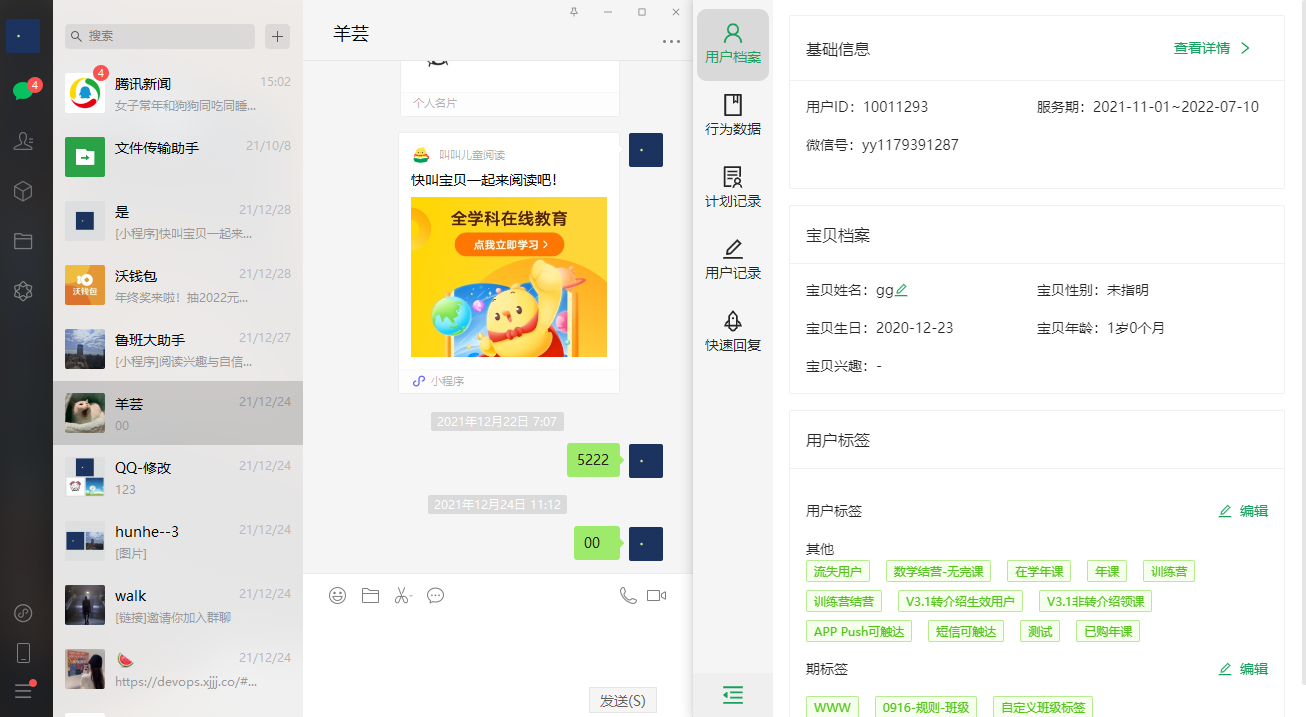 4
搜索
4
腾讯新闻
15:02
女子常年和狗狗同吃同睡...
文件传输助手
21/10/8
是
21/12/28
[小程序]快叫宝贝一起来...
沃钱包
沃钱包
21/12/28
年终奖来啦！抽2022元...
鲁班大助手
21/12/27
[小程序]阅读兴趣与自信...
羊芸
21/12/24
00
QQ-修改
21/12/24
123
hunhe--3
21/12/24
[图片]
walk
21/12/24
[链接]邀请你加入群聊
🍉
21/12/24
https://devops.xjjj.co/#...
羊芸
个人名片
叫叫儿童阅读
快叫宝贝一起来阅读吧！
全学科在线教育
点我立即学习 >
小程序
2021年12月22日 7:07
5222
2021年12月24日 11:12
00
发送(S)
用户档案
行为数据
计划记录
用户记录
快速回复
基础信息
查看详情
用户ID：10011293
服务期：2021-11-01~2022-07-10
微信号：yy1179391287
宝贝档案
宝贝姓名：gg
宝贝性别：未指明
宝贝生日：2020-12-23
宝贝年龄：1岁0个月
宝贝兴趣：-
用户标签
用户标签
编辑
其他
流失用户 数学结营-无完课 在学年课 年课 训练营
训练营结营 V3.1转介绍生效用户 V3.1非转介绍领课
APP Push可触达 短信可触达 测试 已购年课
期标签
编辑
WWW 0916-规则-班级 自定义班级标签